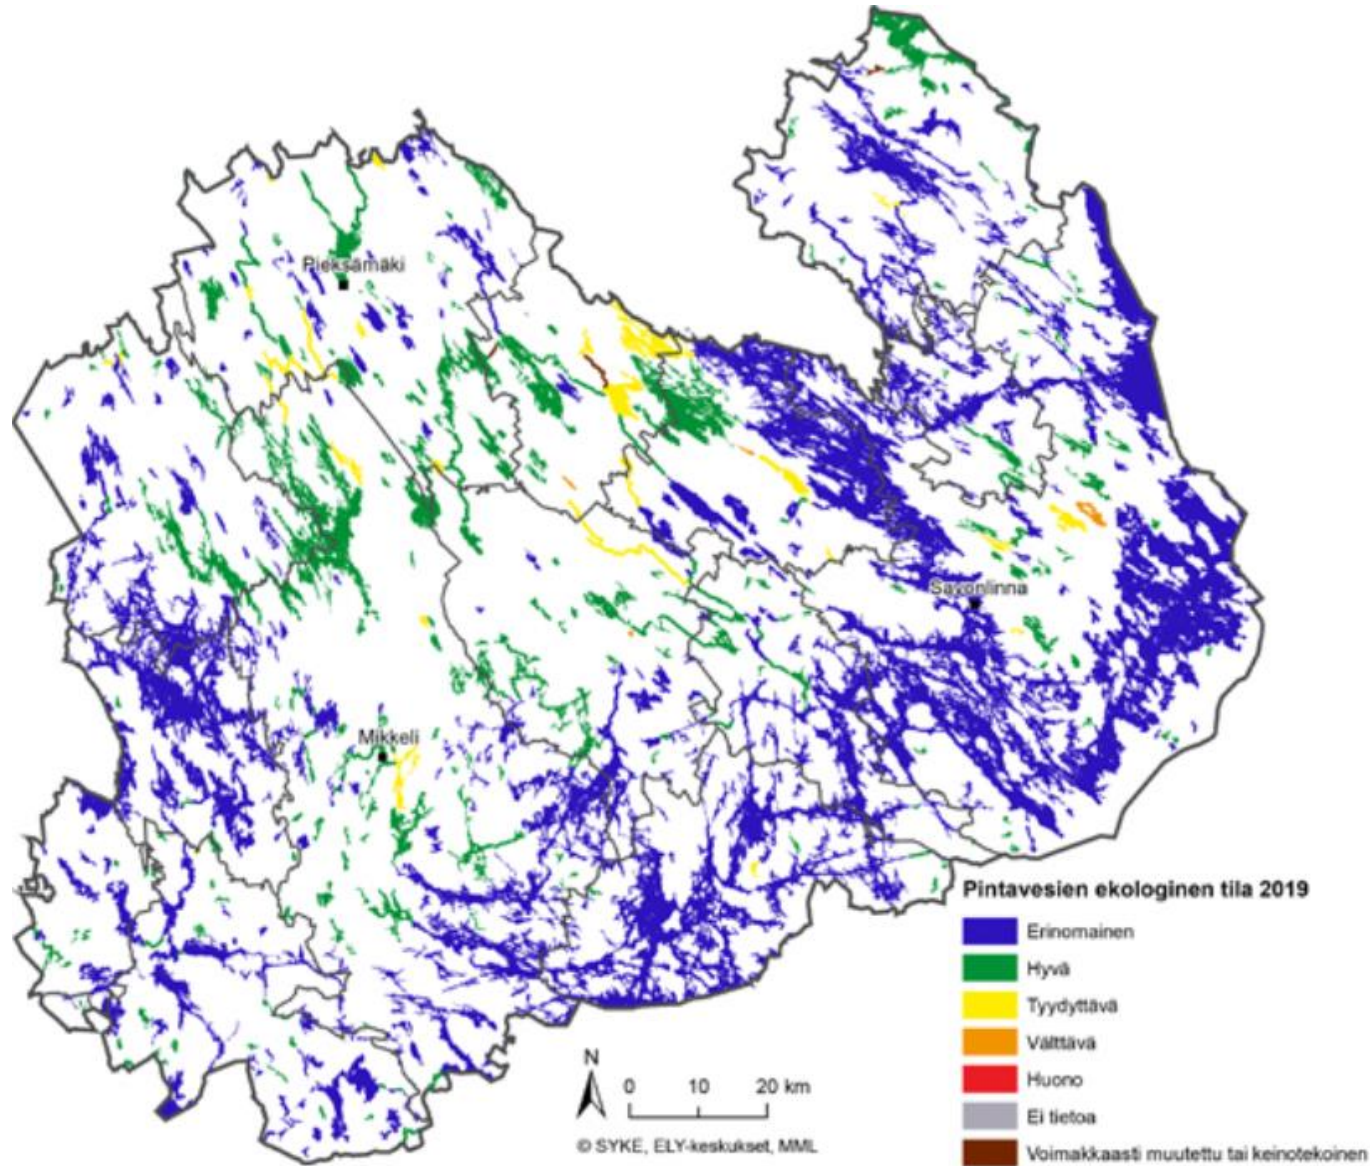 Pieksämäki
Savonlinna
Mikkeli
Pintavesien ekologinen tila 2019
Erinomainen
Hyvä
Tyydyttävä
Välttävä
Huono
Ei tietoa
Voimakkaasti muutettu tai keinotekoinen
N
0 10 20 km
© SYKE, ELY-keskukset, MML